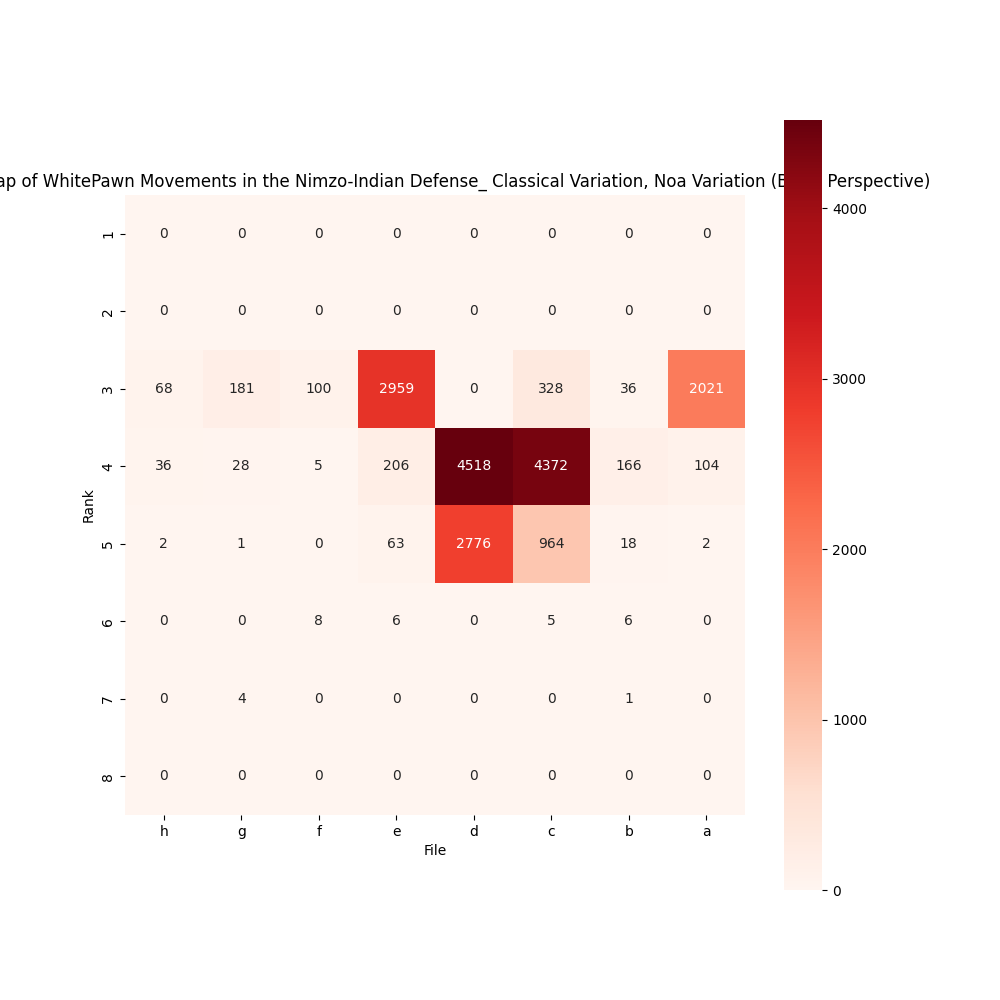 ap of WhitePawn Movements in the Nimzo-Indian Defense_ Classical Variation, Noa Variation ( Perspective)
1 0 0 0 0 0 0 0 0
2 0 0 0 0 0 0 0 0
3 68 181 100 2959 0 328 36 2021
4 36 28 5 206 4518 4372 166 104
5 2 1 0 63 2776 964 18 2
6 0 0 8 6 0 5 6 0
7 0 4 0 0 0 0 1 0
8 0 0 0 0 0 0 0 0
h g f e d c b a
File
Rank
4000
3000
2000
1000
0